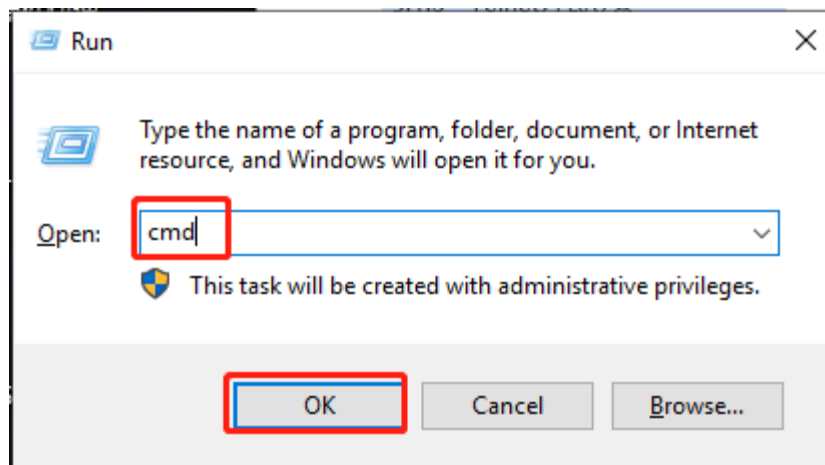 Run
Type the name of a program, folder, document, or Internet
resource, and Windows will open it for you.
Open: cmd
This task will be created with administrative privileges.
OK Cancel Browse...